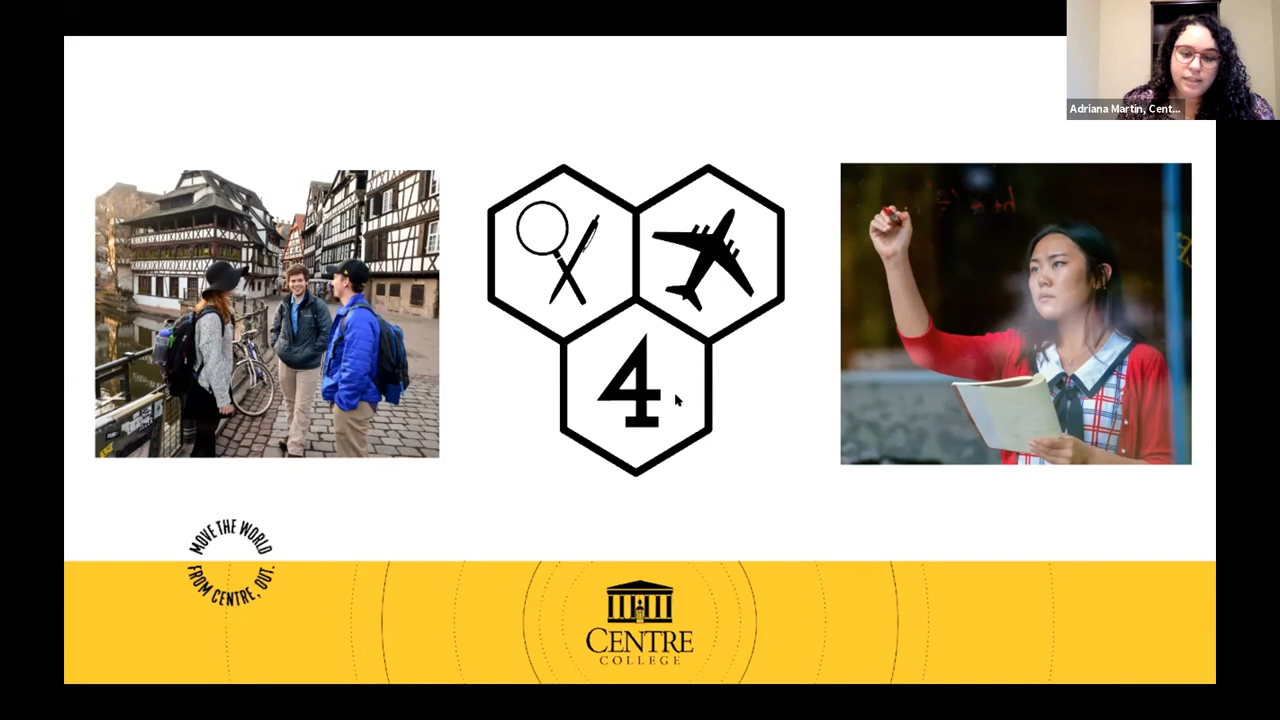 Adriana Martin, Cent...
4
MOVE THE WORLD
FROM CENTRE, OUT.
CENTRE
COLLEGE